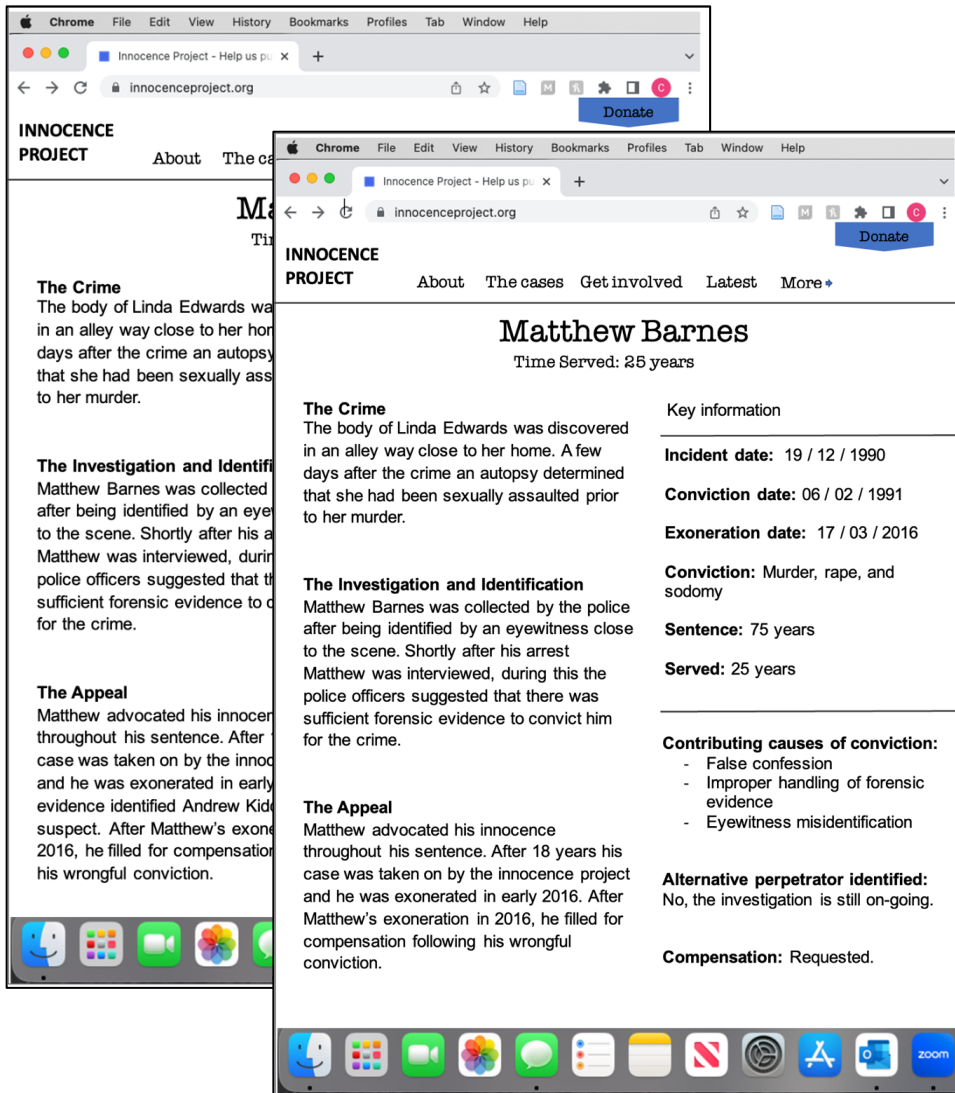 Chrome File Edit View History Bookmarks Profiles Tab Window Help
Innocence Project - Help us pu
innocenceproject.org
Donate
INNOCENCE
PROJECT
About The ca
Ma
Tim
The Crime
The body of Linda Edwards wa
in an alley way close to her hom
days after the crime an autopsy
that she had been sexually ass
to her murder.
The Investigation and Identifi
Matthew Barnes was collected
after being identified by an eye
to the scene. Shortly after his a
Matthew was interviewed, durin
police officers suggested that th
sufficient forensic evidence to c
for the crime.
The Appeal
Matthew advocated his innocen
throughout his sentence. After 1
case was taken on by the innoc
and he was exonerated in early
evidence identified Andrew Kidd
suspect. After Matthew's exone
2016, he filled for compensation
his wrongful conviction.
Chrome File Edit View History Bookmarks Profiles Tab Window Help
Innocence Project - Help us pu
innocenceproject.org
Donate
INNOCENCE
PROJECT
About The cases Get involved Latest More
Matthew Barnes
Time Served: 25 years
The Crime
The body of Linda Edwards was discovered
in an alley way close to her home. A few
days after the crime an autopsy determined
that she had been sexually assaulted prior
to her murder.
The Investigation and Identification
Matthew Barnes was collected by the police
after being identified by an eyewitness close
to the scene. Shortly after his arrest
Matthew was interviewed, during this the
police officers suggested that there was
sufficient forensic evidence to convict him
for the crime.
The Appeal
Matthew advocated his innocence
throughout his sentence. After 18 years his
case was taken on by the innocence project
and he was exonerated in early 2016. After
Matthew's exoneration in 2016, he filled for
compensation following his wrongful
conviction.
Key information
Incident date: 19 / 12 / 1990
Conviction date: 06 / 02 / 1991
Exoneration date: 17 / 03 / 2016
Conviction: Murder, rape, and
sodomy
Sentence: 75 years
Served: 25 years
Contributing causes of conviction:
- False confession
- Improper handling of forensic
evidence
- Eyewitness misidentification
Alternative perpetrator identified:
No, the investigation is still on-going.
Compensation: Requested.
zoom